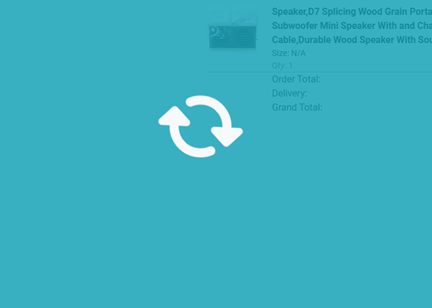 Speaker,D7 Splicing Wood Grain Porta
Subwoofer Mini Speaker With and Cha
Cable,Durable Wood Speaker With Sou
Size: N/A
Qty: 1
Order Total:
Delivery:
Grand Total: